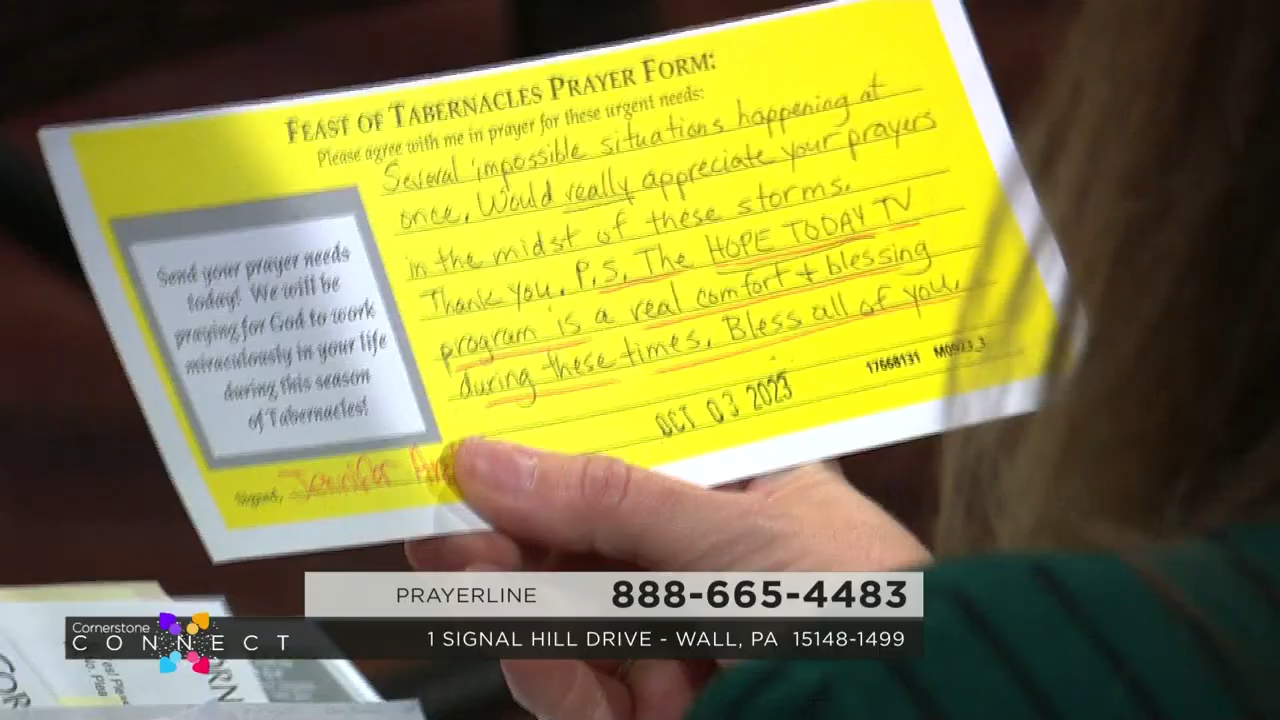 FEAST OF TABERNACLES PRAYER FORM:
Please agree with me in prayer for these urgent needs:
Several impossible situations happening at
once. Would really appreciate your prayers
in the midst of these storms.
Thank you. P.S. The HOPE TODAY TV
program is a real comfort & blessing
during these times. Bless all of you.
Send your prayer needs
today! We will be
praying for God to work
miraculously in your life
during this season
of Tabernacles!
OCT 03 2023
17668131 M0923_3
Signed,
PRAYERLINE 888-665-4483
Cornerstone
CONNECT
1 SIGNAL HILL DRIVE - WALL, PA 15148-1499